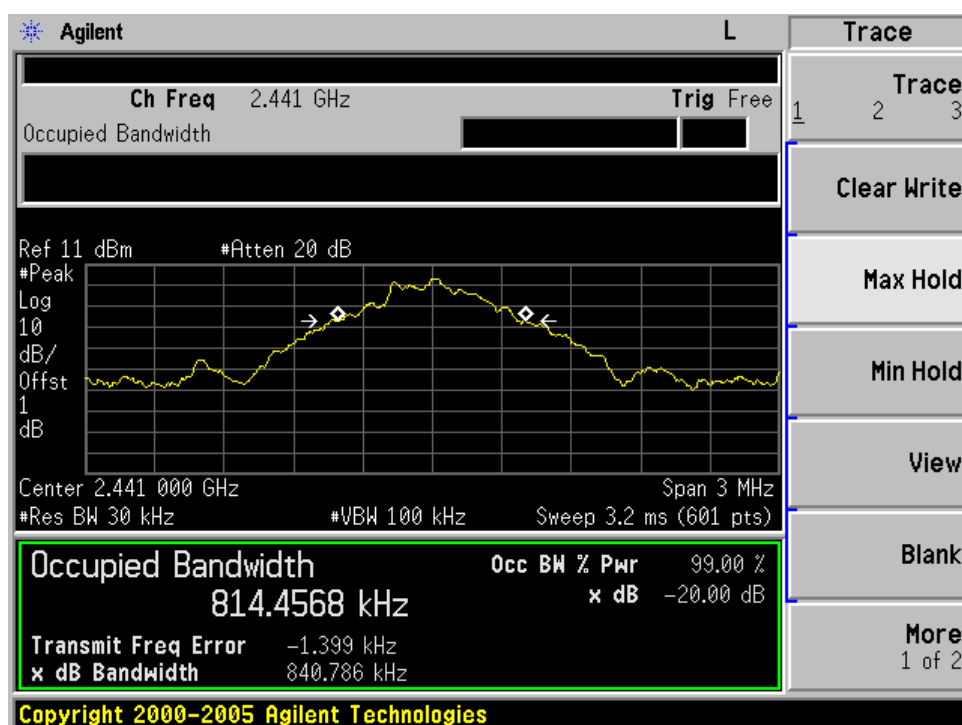 Agilent L Trace
Ch Freq 2.441 GHz Trig Free
Occupied Bandwidth
Trace
1 2 3
Clear Write
Max Hold
Min Hold
View
Blank
More
1 of 2
Ref 11 dBm #Atten 20 dB
#Peak
Log
10
dB/
Offst
1
dB
Center 2.441 000 GHz Span 3 MHz
#Res BW 30 kHz #VBW 100 kHz Sweep 3.2 ms (601 pts)
Occupied Bandwidth Occ BW % Pwr 99.00 %
814.4568 kHz x dB -20.00 dB
Transmit Freq Error -1.399 kHz
x dB Bandwidth 840.786 kHz
Copyright 2000-2005 Agilent Technologies